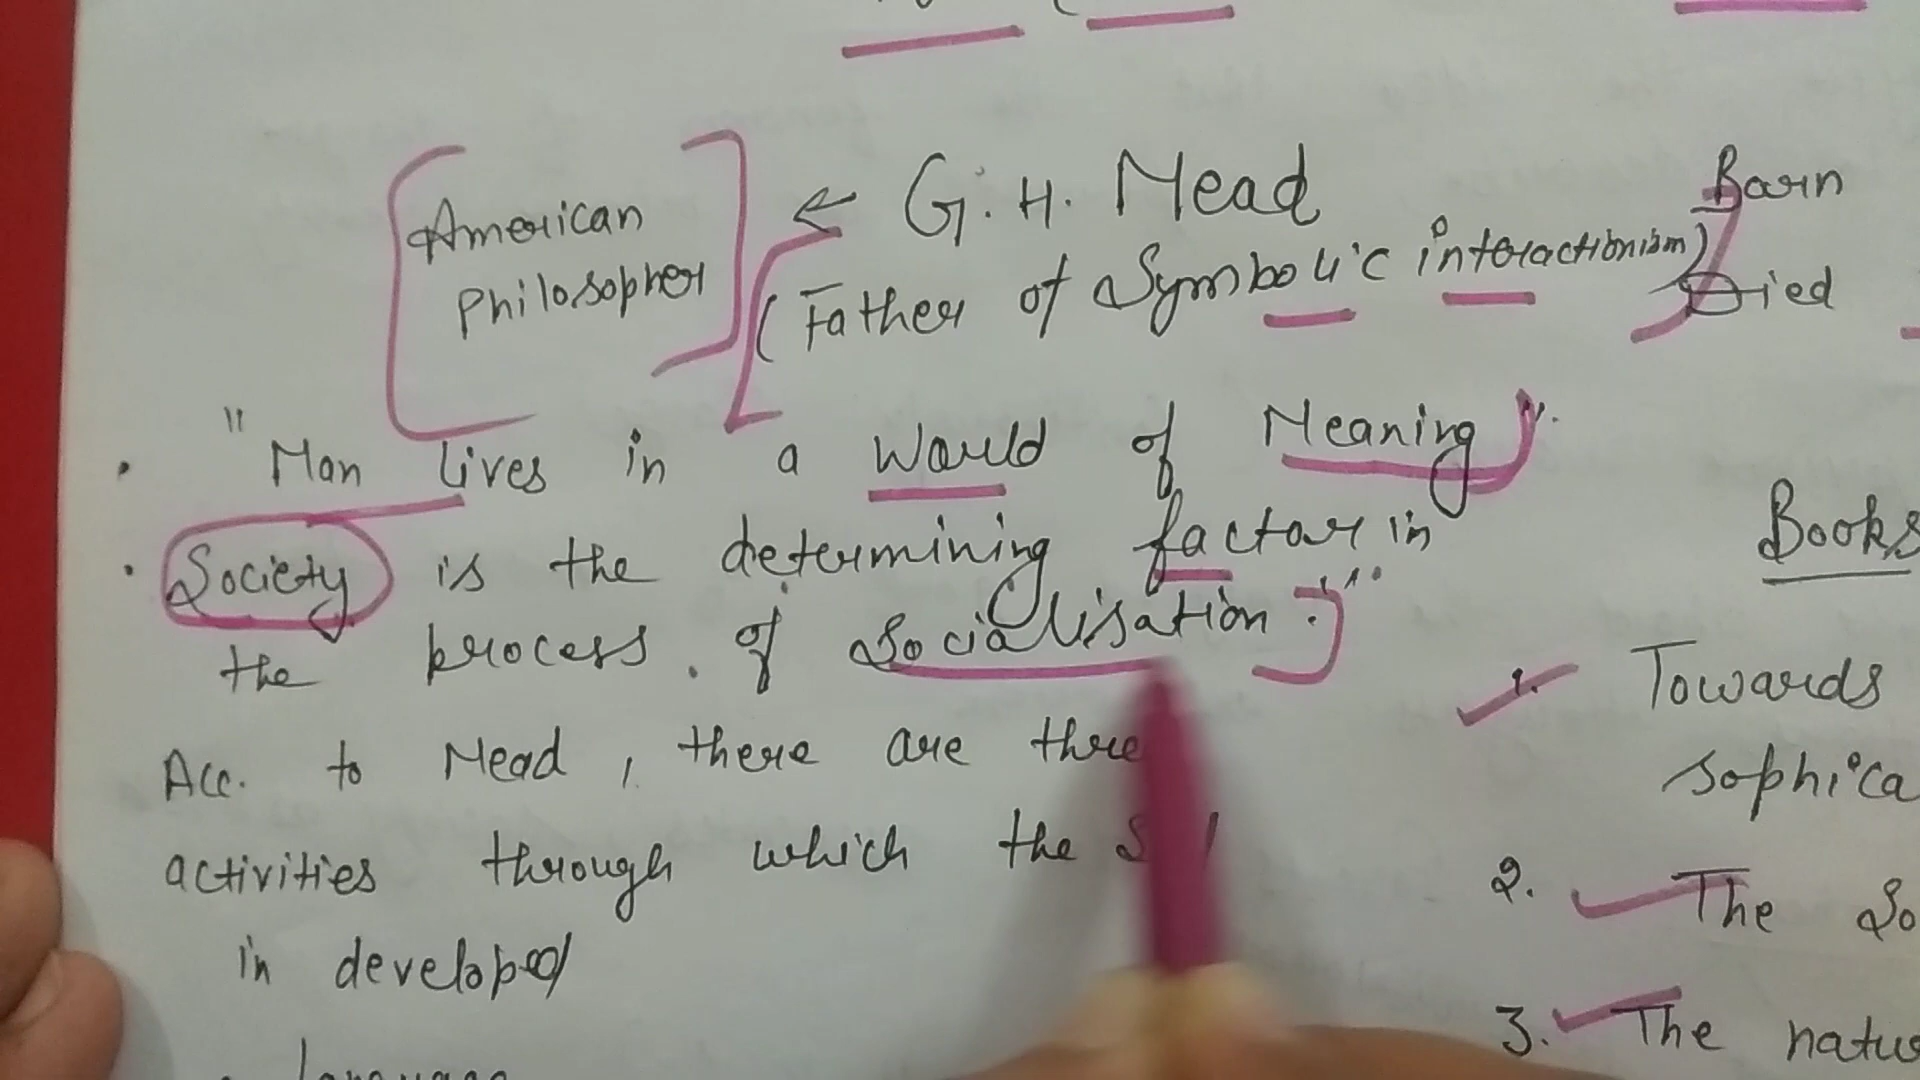 American
Philosopher
← G. H. Mead
(Father of Symbolic interactionism)
Born
Died
• "Man lives in a World of Meaning".
• Society is the determining factor in
the process of Socialisation."
Acc. to Mead, there are three
activities through which the
in developed
• language
Books
1. Towards
sophica
2. The So
3. The natu